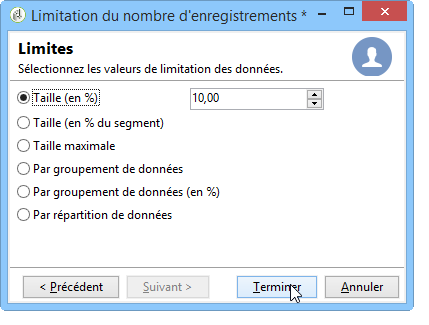 Limitation du nombre d'enregistrements *
Limites
Sélectionnez les valeurs de limitation des données.
Taille (en %) 10,00
Taille (en % du segment)
Taille maximale
Par groupement de données
Par groupement de données (en %)
Par répartition de données
< Précédent Suivant > Terminer Annuler